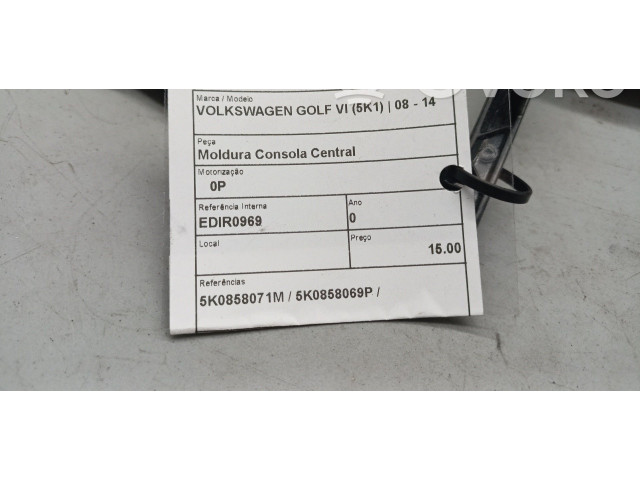 Marca / Modelo
VOLKSWAGEN GOLF VI (5K1) | 08 - 14
Peça
Moldura Consola Central
Motorização
0P
Referência Interna
EDIR0969
Ano
0
Local
Preço
15.00
Referências
5K0858071M / 5K0858069P /